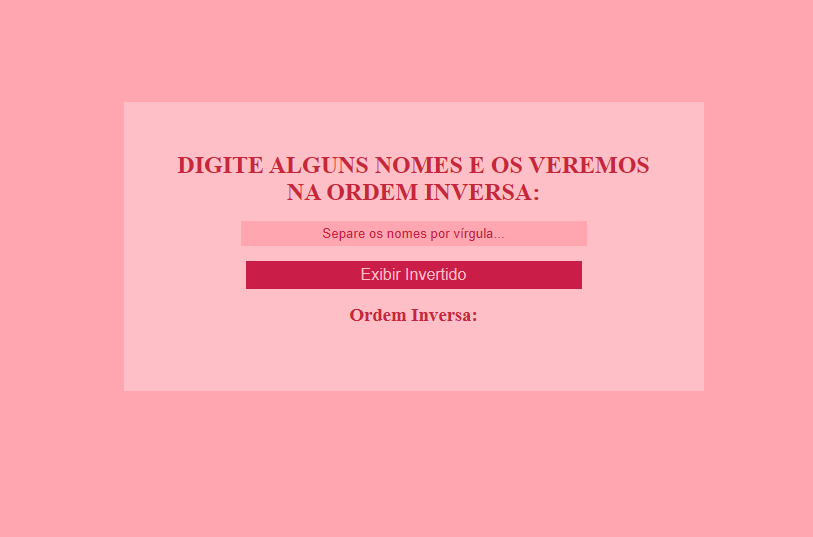 DIGITE ALGUNS NOMES E OS VEREMOS
NA ORDEM INVERSA:
Separe os nomes por vírgula...
Exibir Invertido
Ordem Inversa: